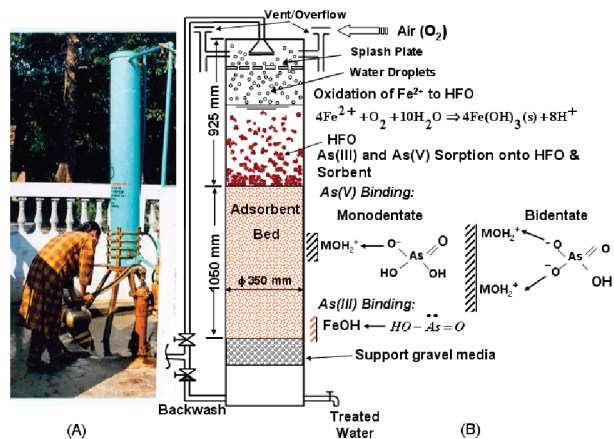 Vent/Overflow
Air (O₂)
Splash Plate
Water Droplets
Oxidation of Fe²⁺ to HFO
4Fe²⁺+O₂+10H₂O ⇒4Fe(OH)₃(s)+8H⁺
HFO
As(III) and As(V) Sorption onto HFO &
Sorbent
925 mm
As(V) Binding:
Adsorbent
Bed
Monodentate
Bidentate
MOH₂⁺
O⁻
As
O
HO
OH
MOH₂⁺
O⁻
As
O
O⁻
OH
MOH₂⁺
1050 mm
ϕ350 mm
As(III) Binding:
FeOH
HO-Äs=O
Support gravel media
Backwash
Treated
Water
(A)
(B)